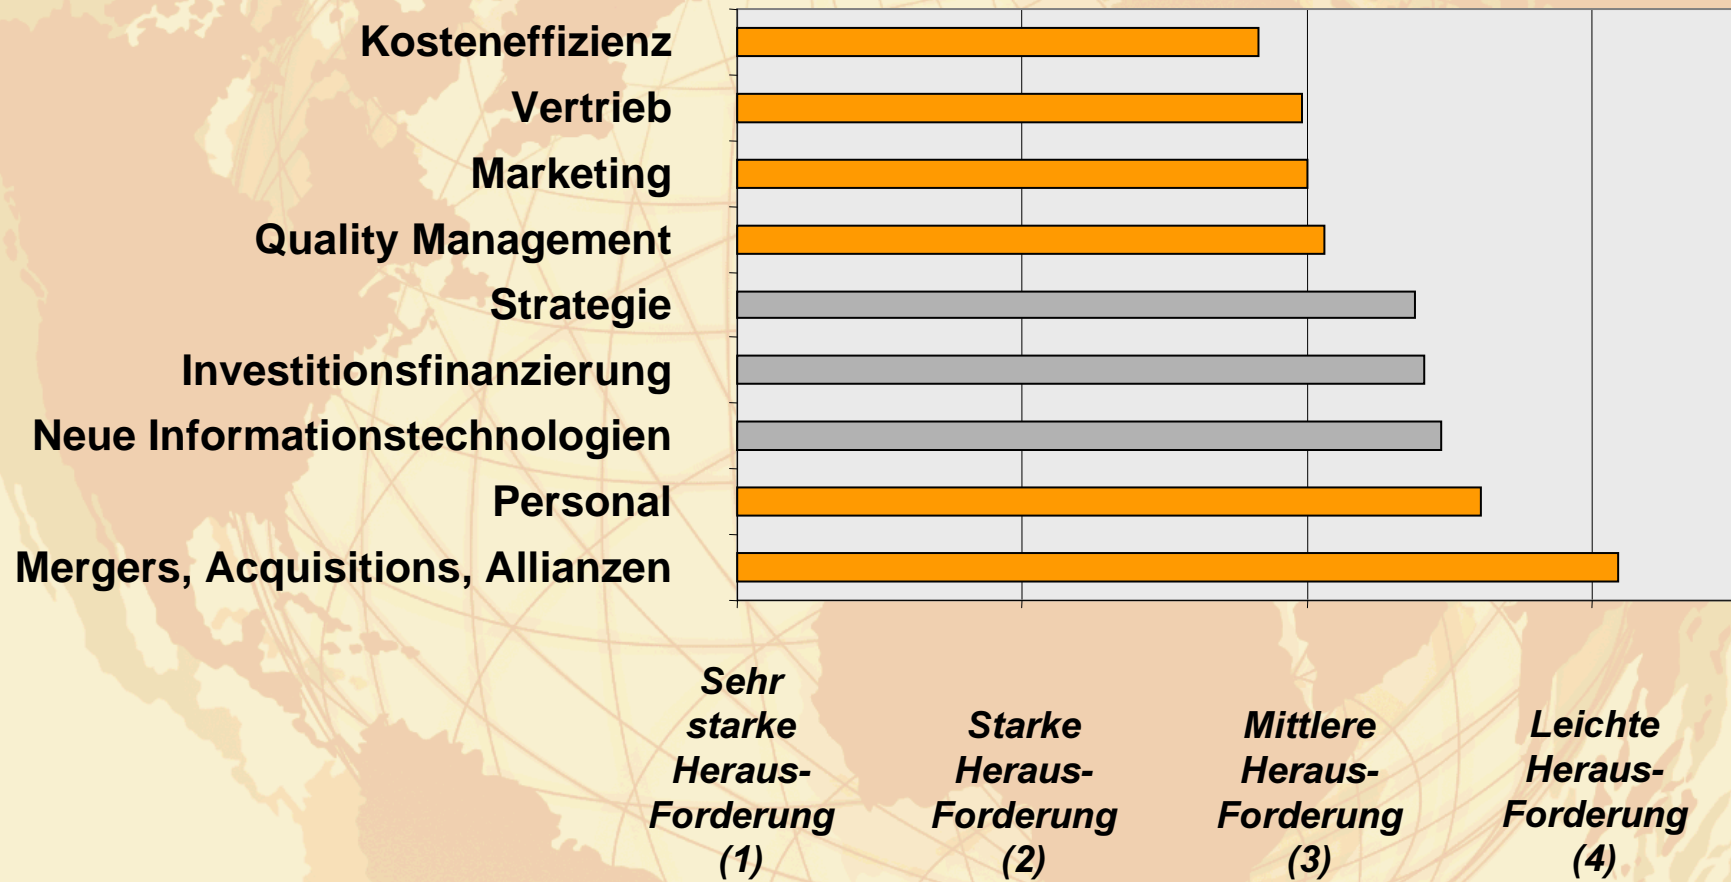 Kosteneffizienz
Vertrieb
Marketing
Quality Management
Strategie
Investitionsfinanzierung
Neue Informationstechnologien
Personal
Mergers, Acquisitions, Allianzen
Sehr
starke
Heraus-
Forderung
(1)
Starke
Heraus-
Forderung
(2)
Mittlere
Heraus-
Forderung
(3)
Leichte
Heraus-
Forderung
(4)